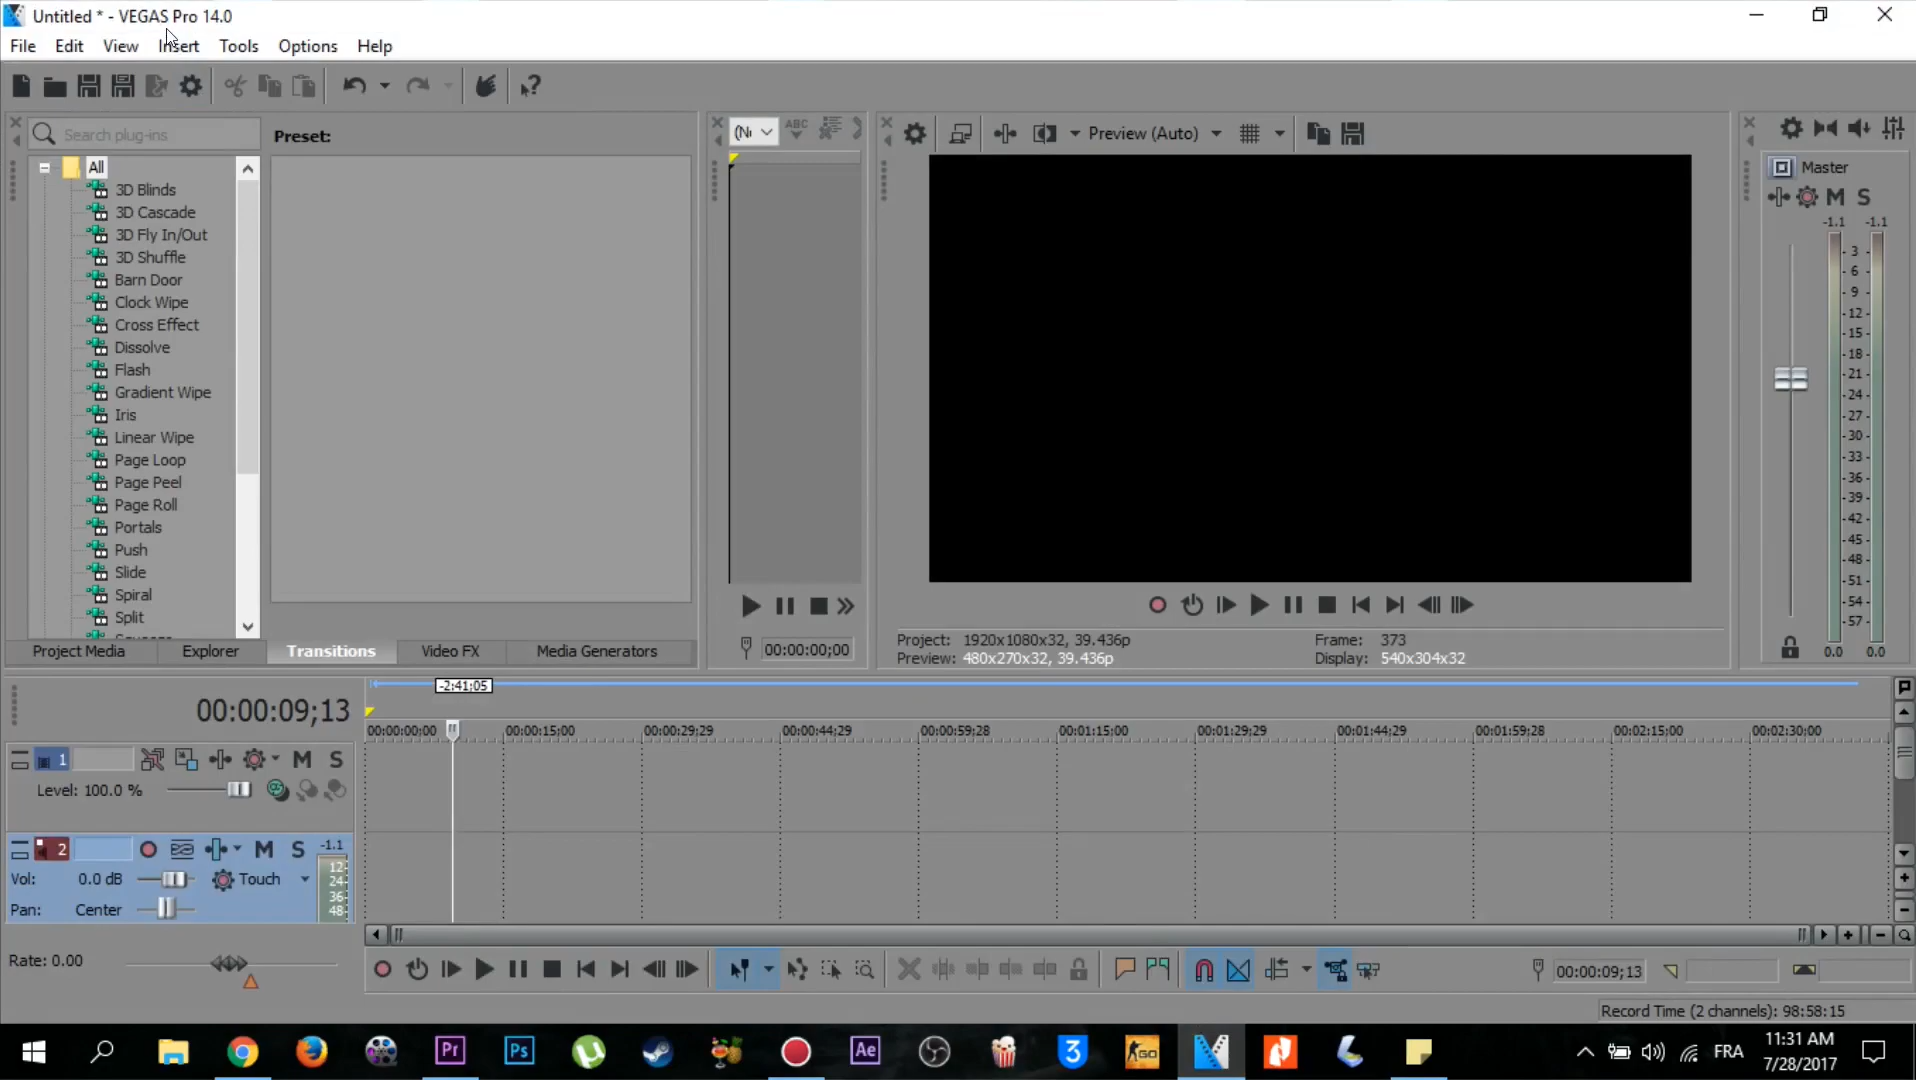 Untitled * - VEGAS Pro 14.0
File Edit View Insert Tools Options Help
Search plug-ins
Preset:
(N
ABC
Preview (Auto)
Master
M S
-1.1 -1.1
All
3D Blinds
3D Cascade
3D Fly In/Out
3D Shuffle
Barn Door
Clock Wipe
Cross Effect
Dissolve
Flash
Gradient Wipe
Iris
Linear Wipe
Page Loop
Page Peel
Page Roll
Portals
Push
Slide
Spiral
Split
- 3 -
- 6 -
- 9 -
- 12 -
- 15 -
- 18 -
- 21 -
- 24 -
- 27 -
- 30 -
- 33 -
- 36 -
- 39 -
- 42 -
- 45 -
- 48 -
- 51 -
- 54 -
- 57 -
0.0 0.0
Project Media Explorer Transitions Video FX Media Generators
00:00:00;00
Project: 1920x1080x32, 39.436p
Preview: 480x270x32, 39.436p
Frame: 373
Display: 540x304x32
-2:41;05
00:00:09;13
00:00:00;00 00:00:15;00 00:00:29;29 00:00:44;29 00:00:59;28 00:01:15;00 00:01:29;29 00:01:44;29 00:01:59;28 00:02:15;00 00:02:30;00
1 M S
Level: 100.0 %
2 M S -1.1
Vol: 0.0 dB Touch
Pan: Center
12-
24-
36-
48-
Rate: 0.00
00:00:09;13
Record Time (2 channels): 98:58:15
Pr Ps Ae 3 GO
FRA
11:31 AM
7/28/2017